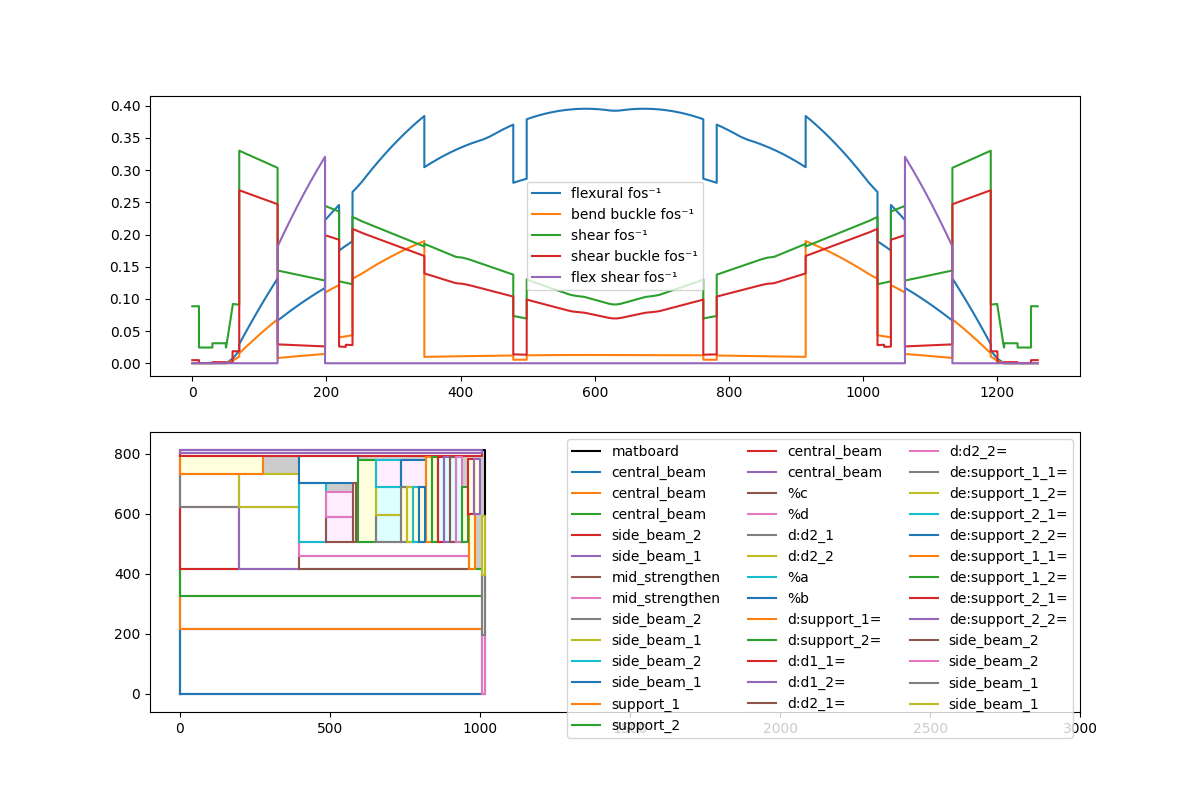 0.40
0.35
0.30
0.25
0.20
0.15
0.10
0.05
0.00
flexural fos⁻¹
bend buckle fos⁻¹
shear fos⁻¹
shear buckle fos⁻¹
flex shear fos⁻¹
0 200 400 600 800 1000 1200
800
600
400
200
0
matboard
central_beam
central_beam
central_beam
side_beam_2
side_beam_1
mid_strengthen
mid_strengthen
side_beam_2
side_beam_1
side_beam_2
side_beam_1
support_1
support_2
central_beam
central_beam
%c
%d
d:d2_1
d:d2_2
%a
%b
d:support_1=
d:support_2=
d:d1_1=
d:d1_2=
d:d2_1=
d:d2_2=
de:support_1_1=
de:support_1_2=
de:support_2_1=
de:support_2_2=
de:support_1_1=
de:support_1_2=
de:support_2_1=
de:support_2_2=
side_beam_2
side_beam_2
side_beam_1
side_beam_1
0 500 1000 1500 2000 2500 3000